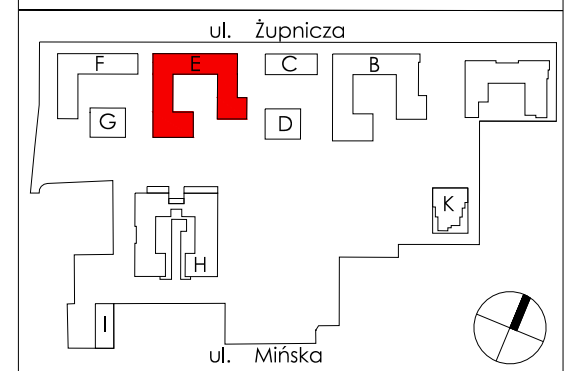 ul. Żupnicza
F E C B
G D
K
H
I
ul. Mińska